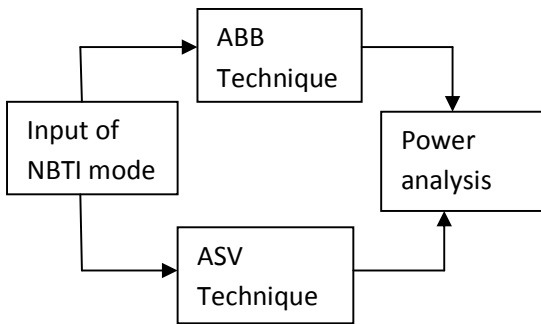 ABB
Technique
Input of
NBTI mode
Power
analysis
ASV
Technique